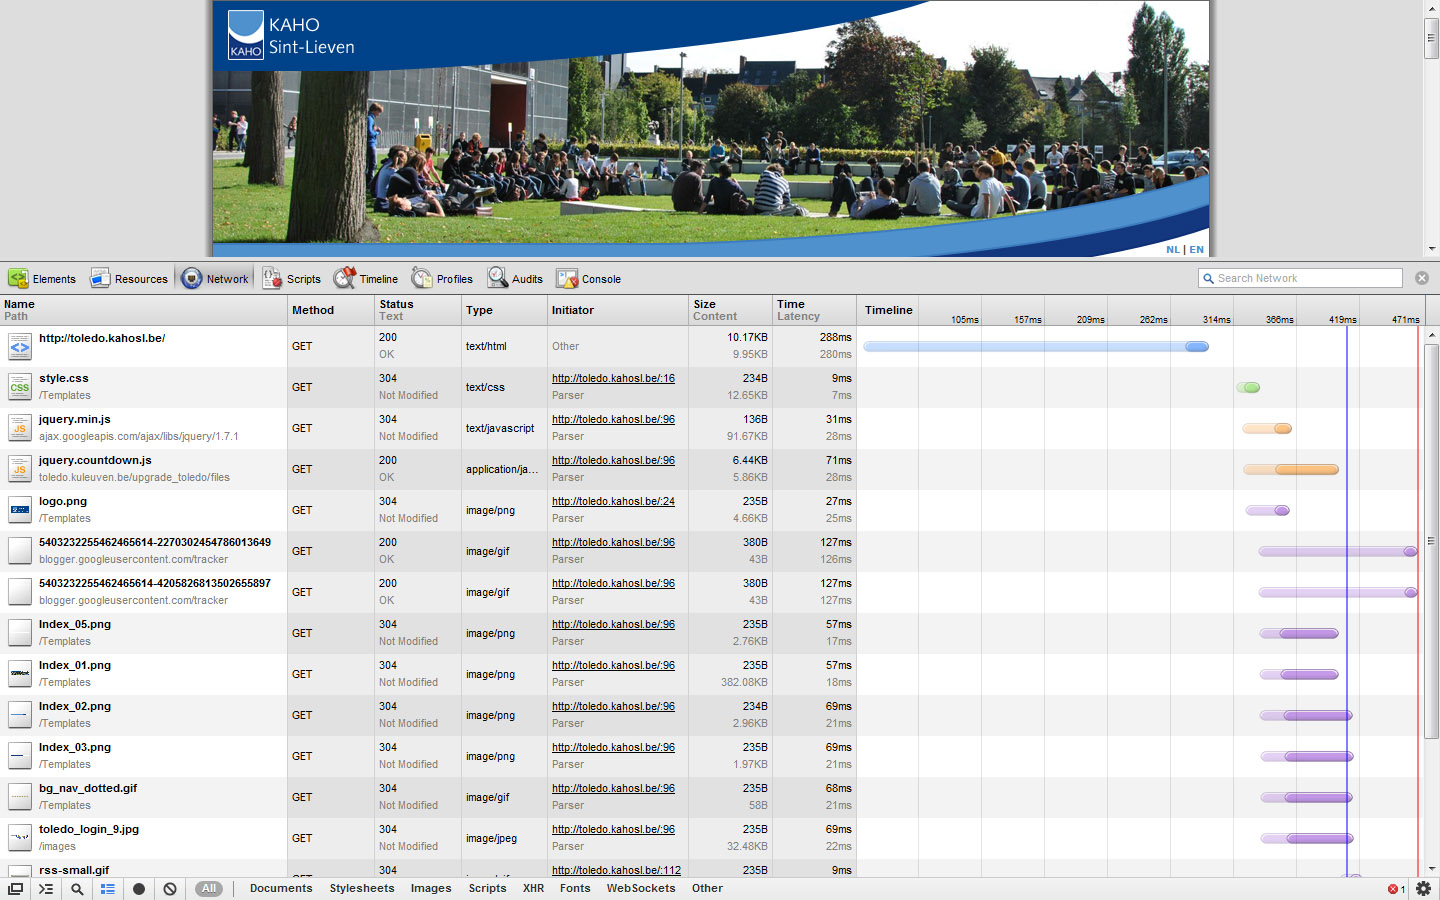 KAHO
Sint-Lieven
KAHO
NL | EN
Elements Resources Network Scripts Timeline Profiles Audits Console Search Network
Name Method Status Type Initiator Size Time Timeline
Path Text Content Latency 105ms 157ms 209ms 262ms 314ms 366ms 419ms 471ms
http://toledo.kahosl.be/ GET 200 text/html Other 10.17KB 288ms
OK 9.95KB 280ms
style.css GET 304 text/css http://toledo.kahosl.be/:16 234B 9ms
/Templates Not Modified Parser 12.65KB 7ms
jquery.min.js GET 304 text/javascript http://toledo.kahosl.be/:96 136B 31ms
ajax.googleapis.com/ajax/libs/jquery/1.7.1 Not Modified Parser 91.67KB 28ms
jquery.countdown.js GET 200 application/ja... http://toledo.kahosl.be/:96 6.44KB 71ms
toledo.kuleuven.be/upgrade_toledo/files OK Parser 5.86KB 28ms
logo.png GET 304 image/png http://toledo.kahosl.be/:24 235B 27ms
/Templates Not Modified Parser 4.66KB 25ms
5403232255462465614-2270302454786013649 GET 200 image/gif http://toledo.kahosl.be/:96 380B 127ms
blogger.googleusercontent.com/tracker OK Parser 43B 126ms
5403232255462465614-4205826813502655897 GET 200 image/gif http://toledo.kahosl.be/:96 380B 127ms
blogger.googleusercontent.com/tracker OK Parser 43B 127ms
Index_05.png GET 304 image/png http://toledo.kahosl.be/:96 235B 57ms
/Templates Not Modified Parser 2.76KB 17ms
Index_01.png GET 304 image/png http://toledo.kahosl.be/:96 235B 57ms
/Templates Not Modified Parser 382.08KB 18ms
Index_02.png GET 304 image/png http://toledo.kahosl.be/:96 234B 69ms
/Templates Not Modified Parser 2.96KB 21ms
Index_03.png GET 304 image/png http://toledo.kahosl.be/:96 235B 69ms
/Templates Not Modified Parser 1.97KB 21ms
bg_nav_dotted.gif GET 304 image/gif http://toledo.kahosl.be/:96 235B 68ms
/Templates Not Modified Parser 58B 21ms
toledo_login_9.jpg GET 304 image/jpeg http://toledo.kahosl.be/:96 235B 69ms
/images Not Modified Parser 32.48KB 22ms
rss-small.gif 304 http://toledo.kahosl.be/:112 235B 9ms
All Documents Stylesheets Images Scripts XHR Fonts WebSockets Other 1